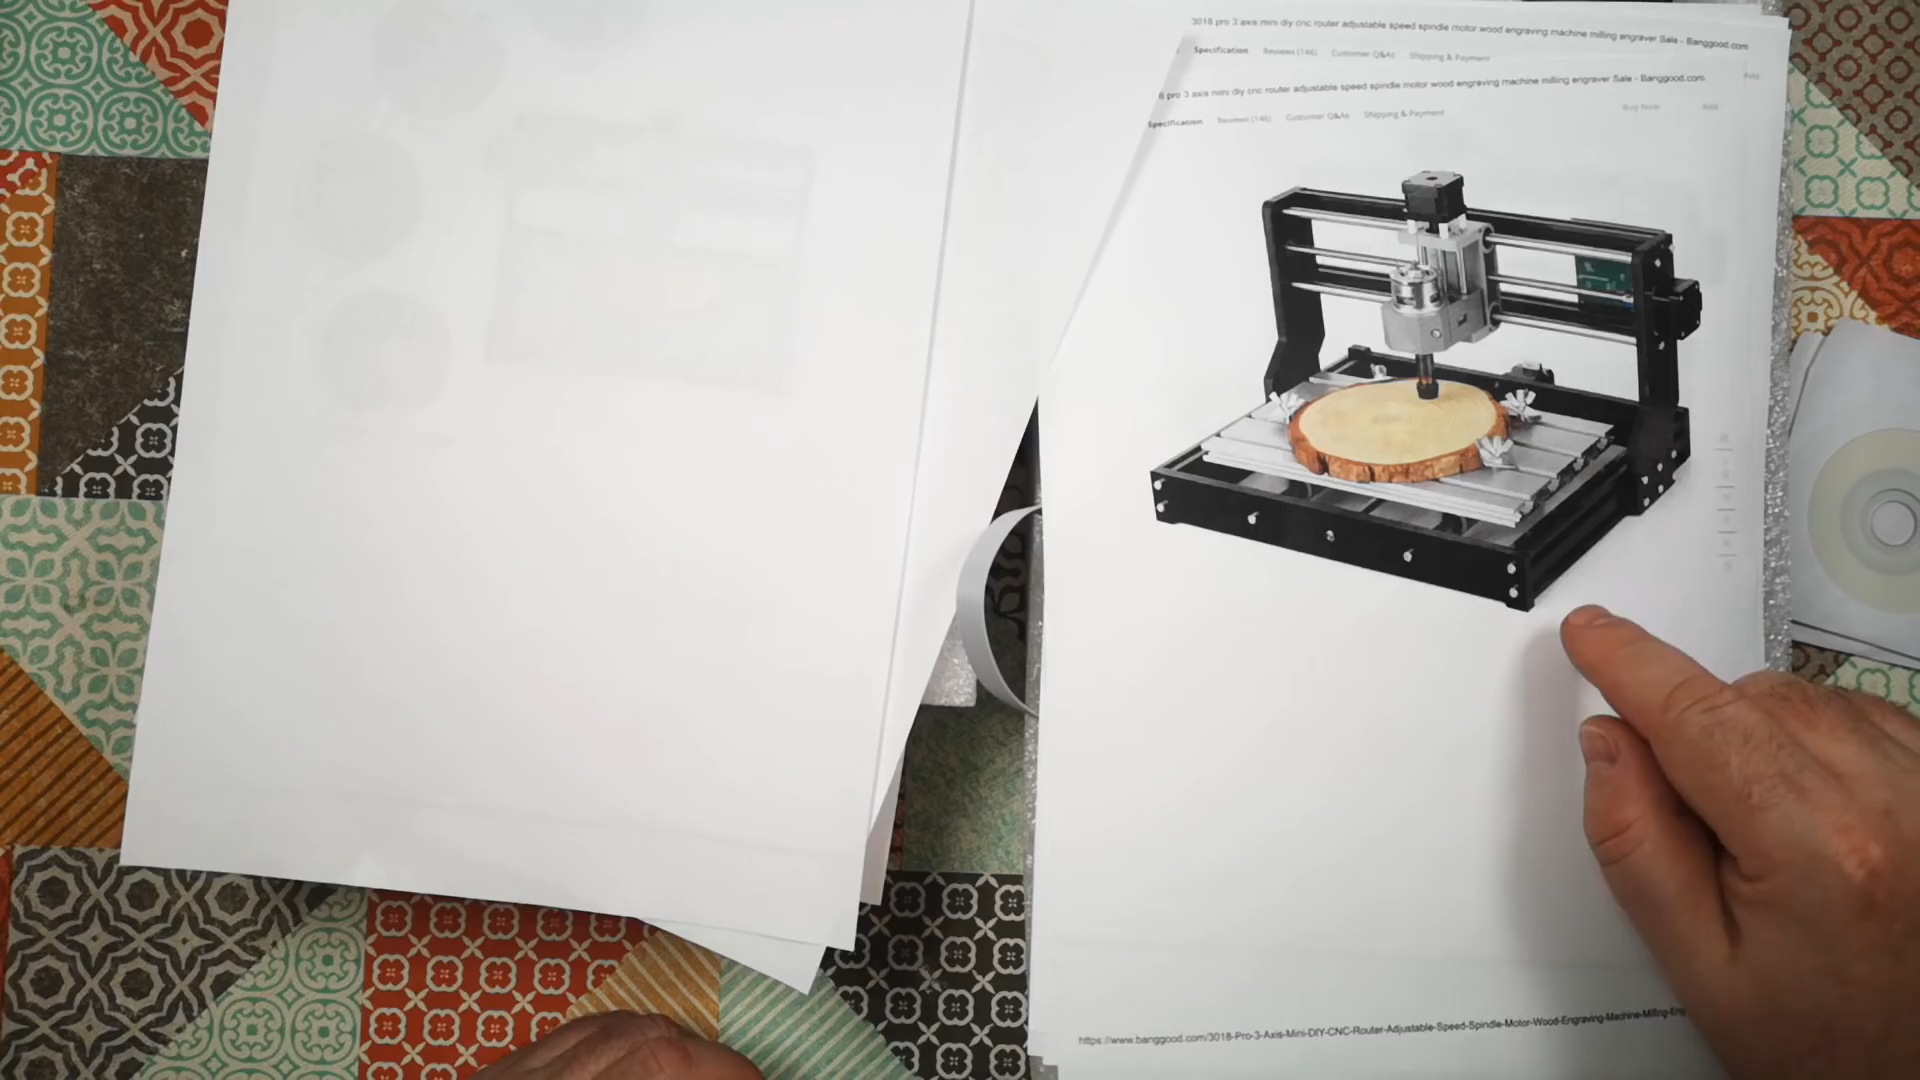 3018 pro 3 axis mini diy cnc router adjustable speed spindle motor wood engraving machine milling engraver Sale - Banggood.com
Specification Reviews (146) Customer Q&As Shipping & Payment
Add
pro 3 axis mini diy cnc router adjustable speed spindle motor wood engraving machine milling engraver Sale - Banggood.com
Specification Reviews (146) Customer Q&As Shipping & Payment Buy Now Add
https://www.banggood.com/3018-Pro-3-Axis-Mini-DIY-CNC-Router-Adjustable-Speed-Spindle-Motor-Wood-Engraving-Machine-Milling-Eng